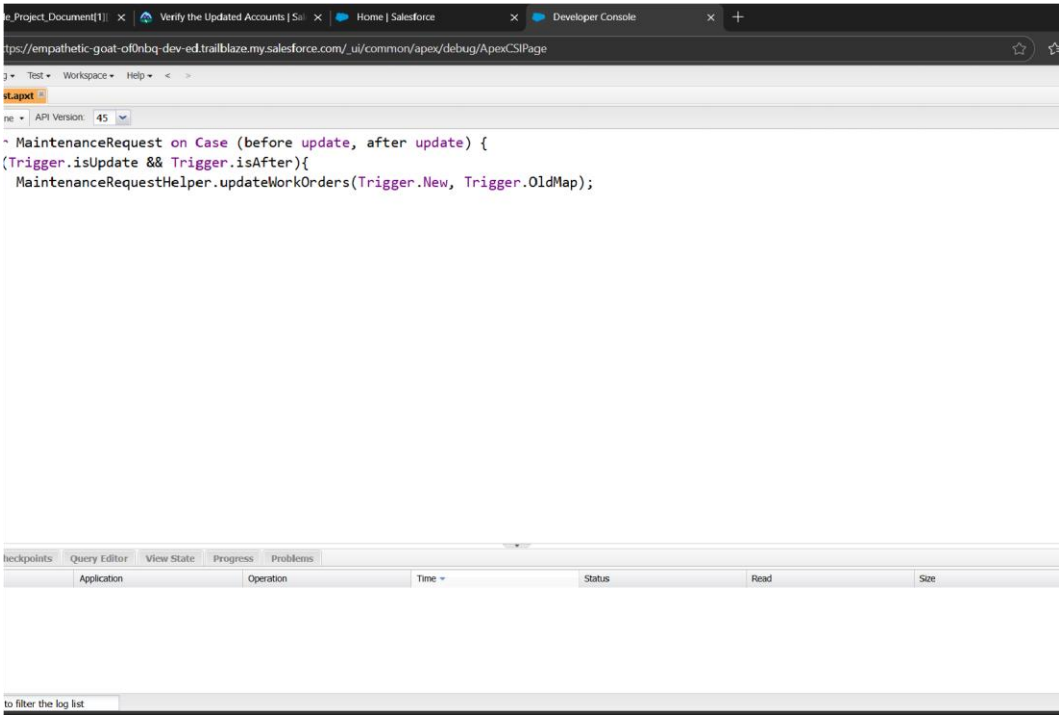 le_Project_Document[1] Verify the Updated Accounts | Sal Home | Salesforce Developer Console
ttps://empathetic-goat-of0nbq-dev-ed.trailblaze.my.salesforce.com/_ui/common/apex/debug/ApexCSIPage
g Test Workspace Help < >
st.apxt
ne API Version: 45
r MaintenanceRequest on Case (before update, after update) {
(Trigger.isUpdate && Trigger.isAfter){
MaintenanceRequestHelper.updateWorkOrders(Trigger.New, Trigger.OldMap);
heckpoints Query Editor View State Progress Problems
Application Operation Time Status Read Size
to filter the log list